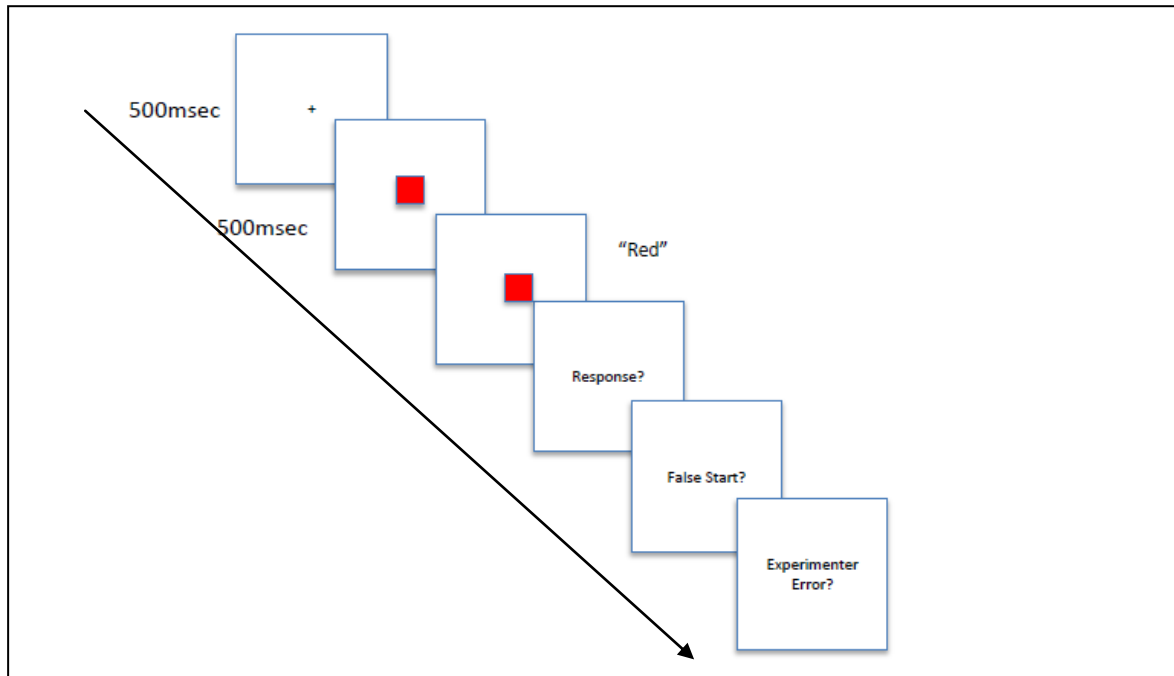 500msec
+
500msec
“Red”
Response?
False Start?
Experimenter
Error?